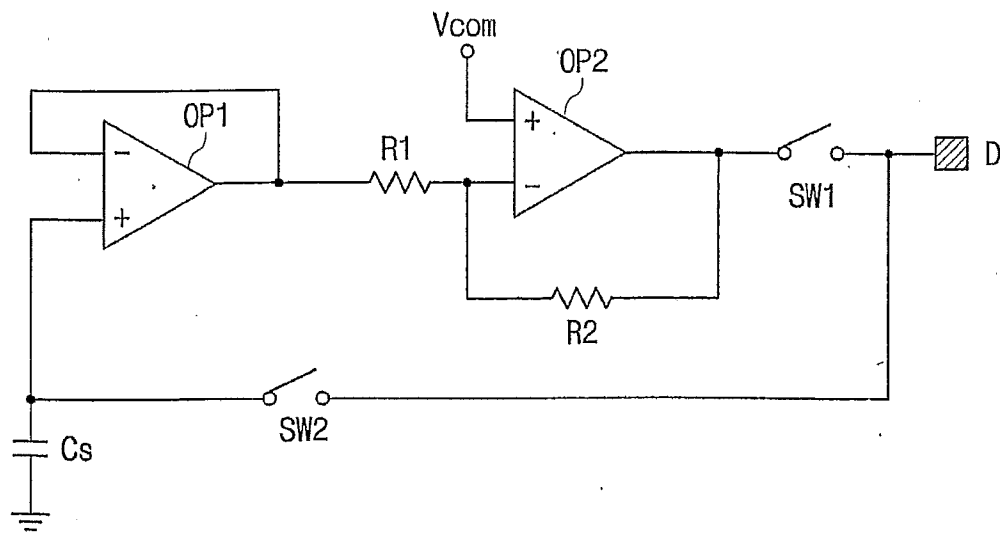 Vcom
OP2
OP1
R1
+
-
-
+
D
SW1
R2
SW2
Cs